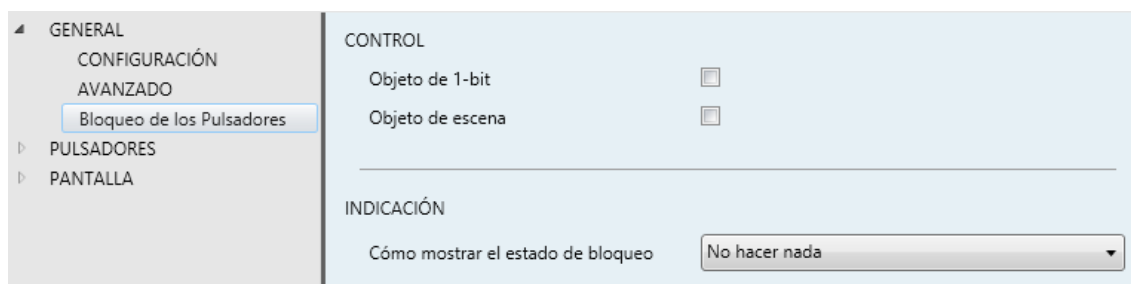 GENERAL
CONFIGURACIÓN
AVANZADO
Bloqueo de los Pulsadores
PULSADORES
PANTALLA
CONTROL
Objeto de 1-bit
Objeto de escena
INDICACIÓN
Cómo mostrar el estado de bloqueo No hacer nada